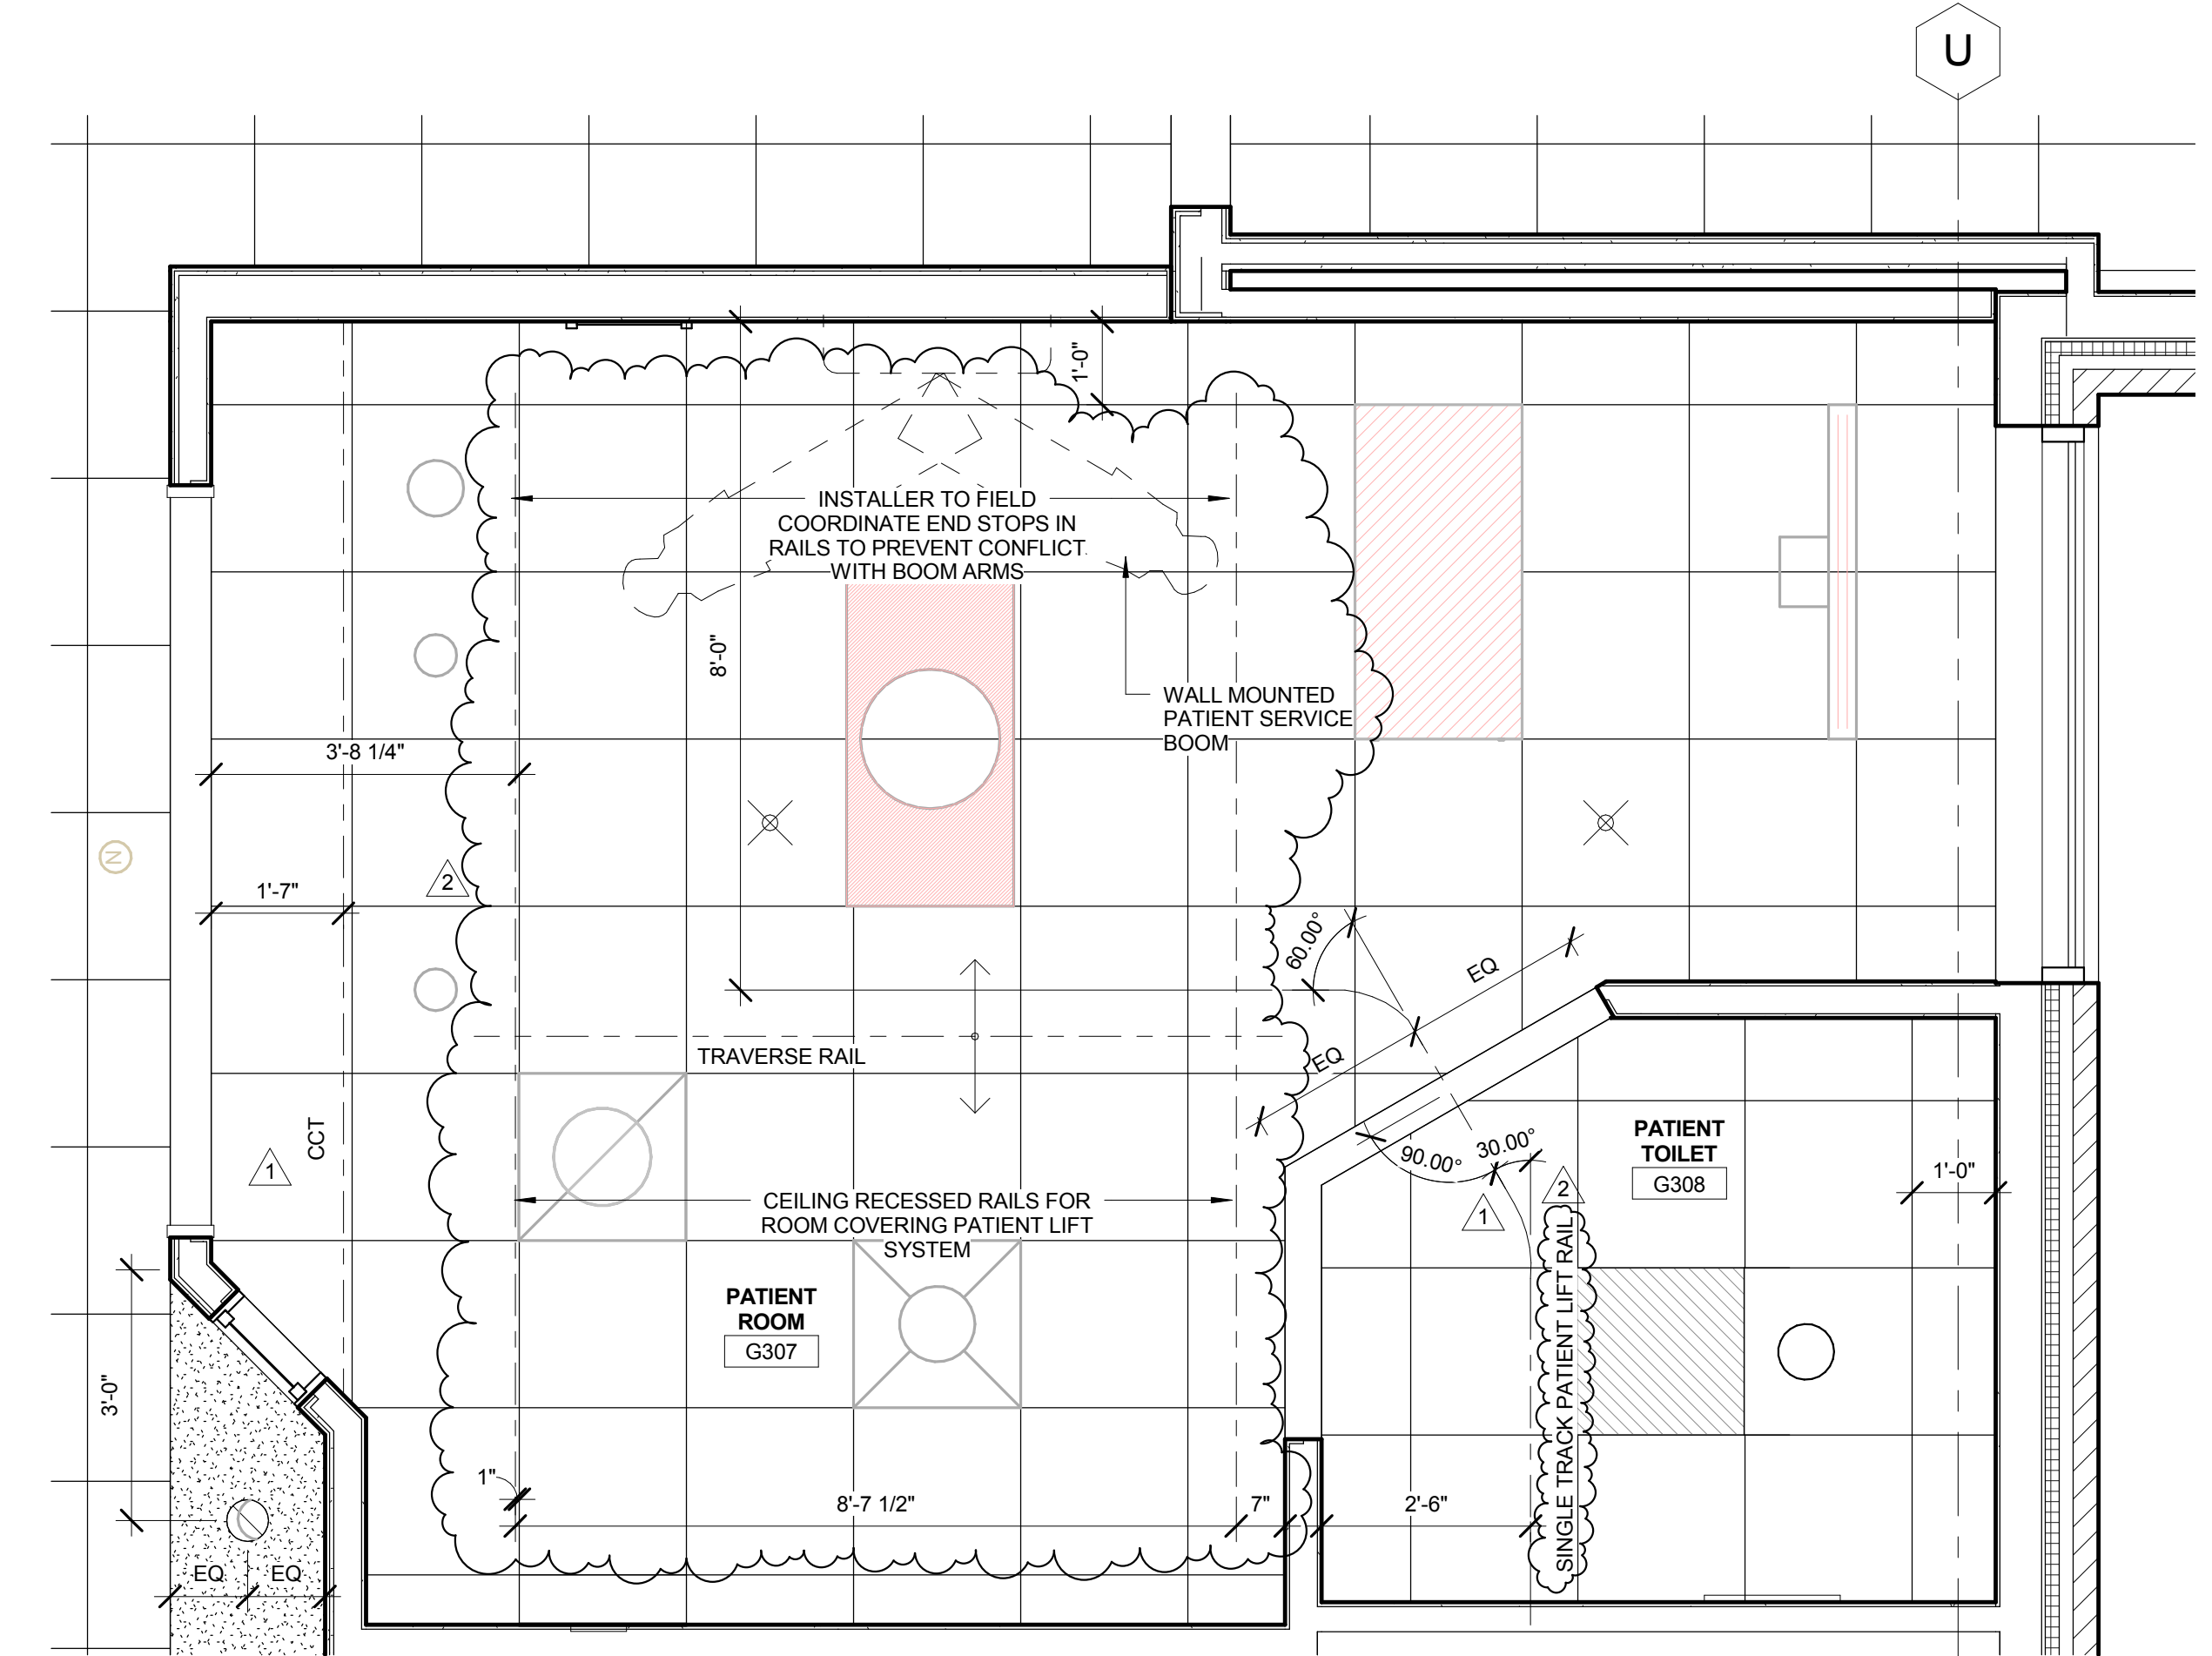 U
1'-0"
INSTALLER TO FIELD
COORDINATE END STOPS IN
RAILS TO PREVENT CONFLICT
WITH BOOM ARMS
8'-0"
WALL MOUNTED
PATIENT SERVICE
BOOM
3'-8 1/4"
N
2
1'-7"
60.00°
EQ
EQ
TRAVERSE RAIL
CCT
1
90.00°
30.00°
PATIENT
TOILET
G308
1'-0"
2
1
CEILING RECESSED RAILS FOR
ROOM COVERING PATIENT LIFT
SYSTEM
SINGLE TRACK PATIENT LIFT RAIL
PATIENT
ROOM
G307
3'-0"
1"
8'-7 1/2"
7"
2'-6"
EQ
EQ